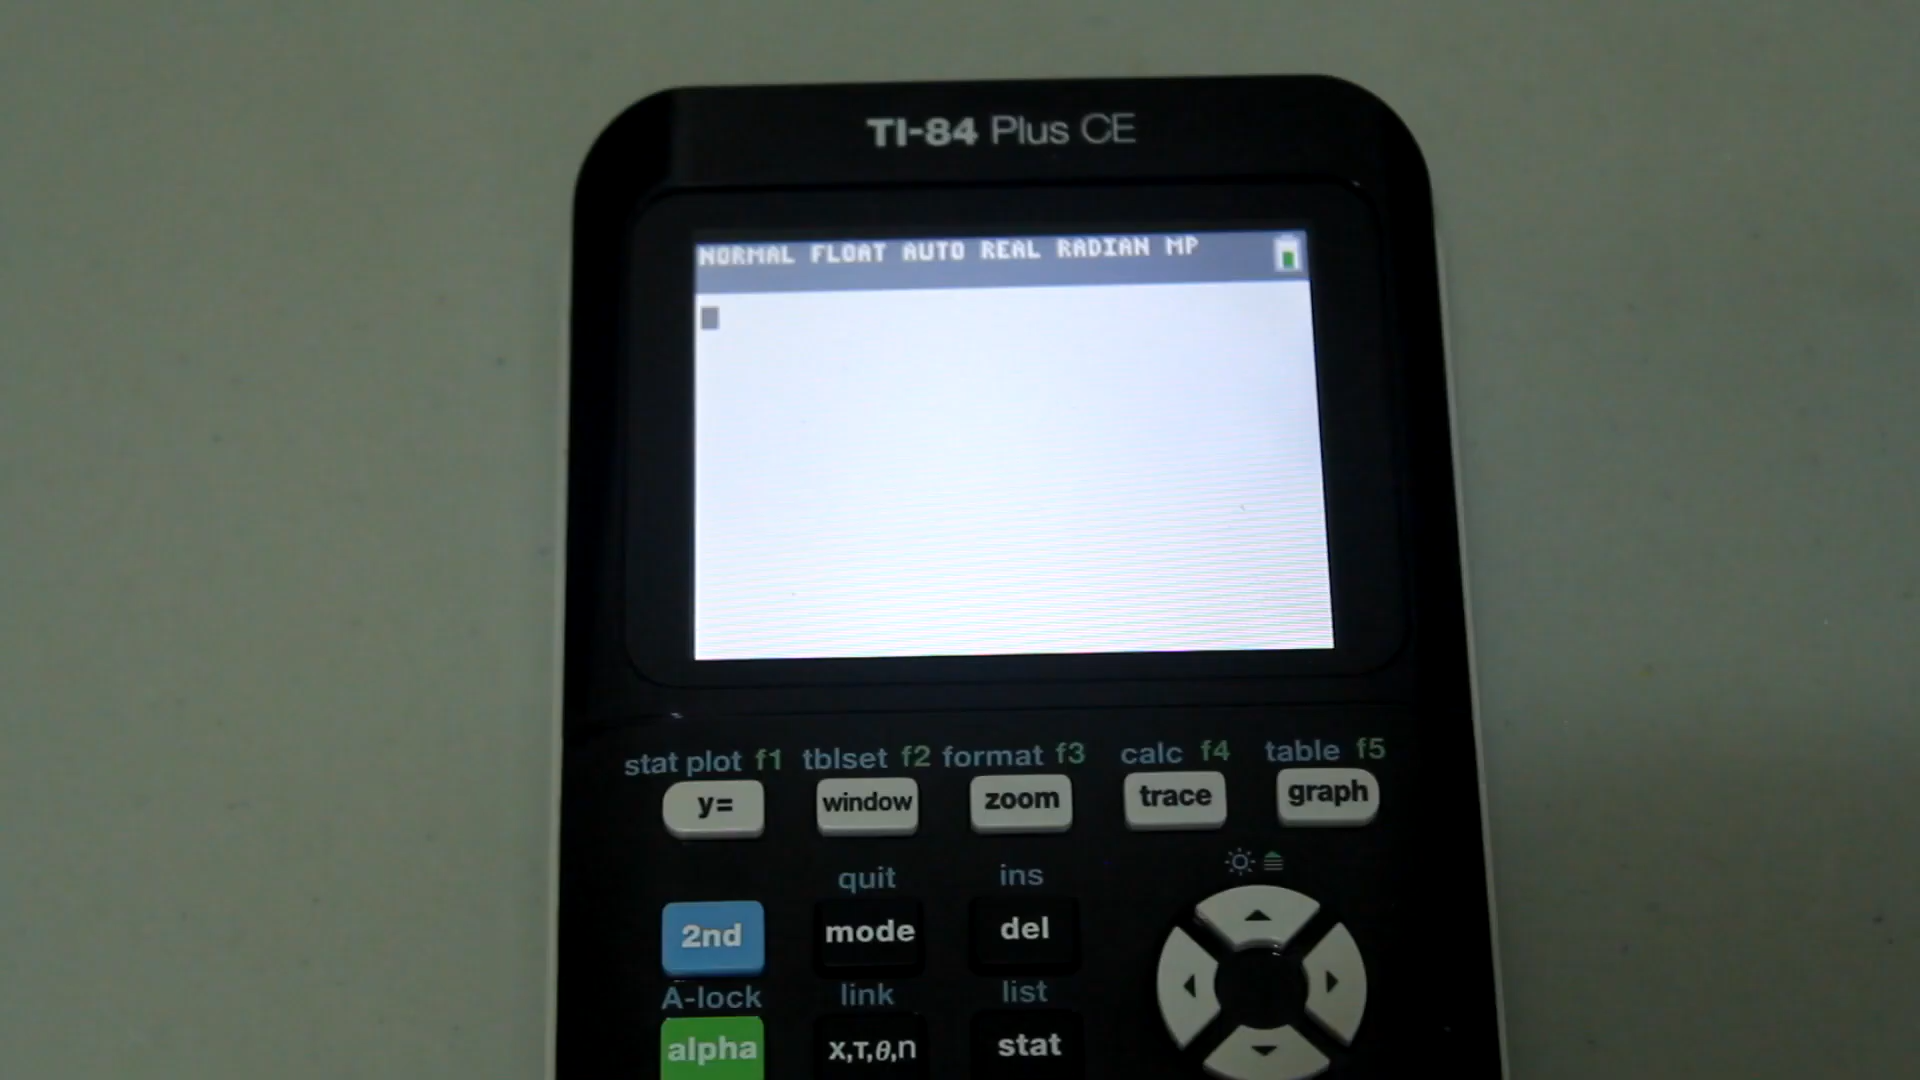 TI-84 Plus CE
NORMAL FLOAT AUTO REAL RADIAN MP
stat plot f1 tblset f2 format f3 calc f4 table f5
y= window zoom trace graph
quit ins
2nd mode del
A-lock link list
alpha X,T,θ,n stat